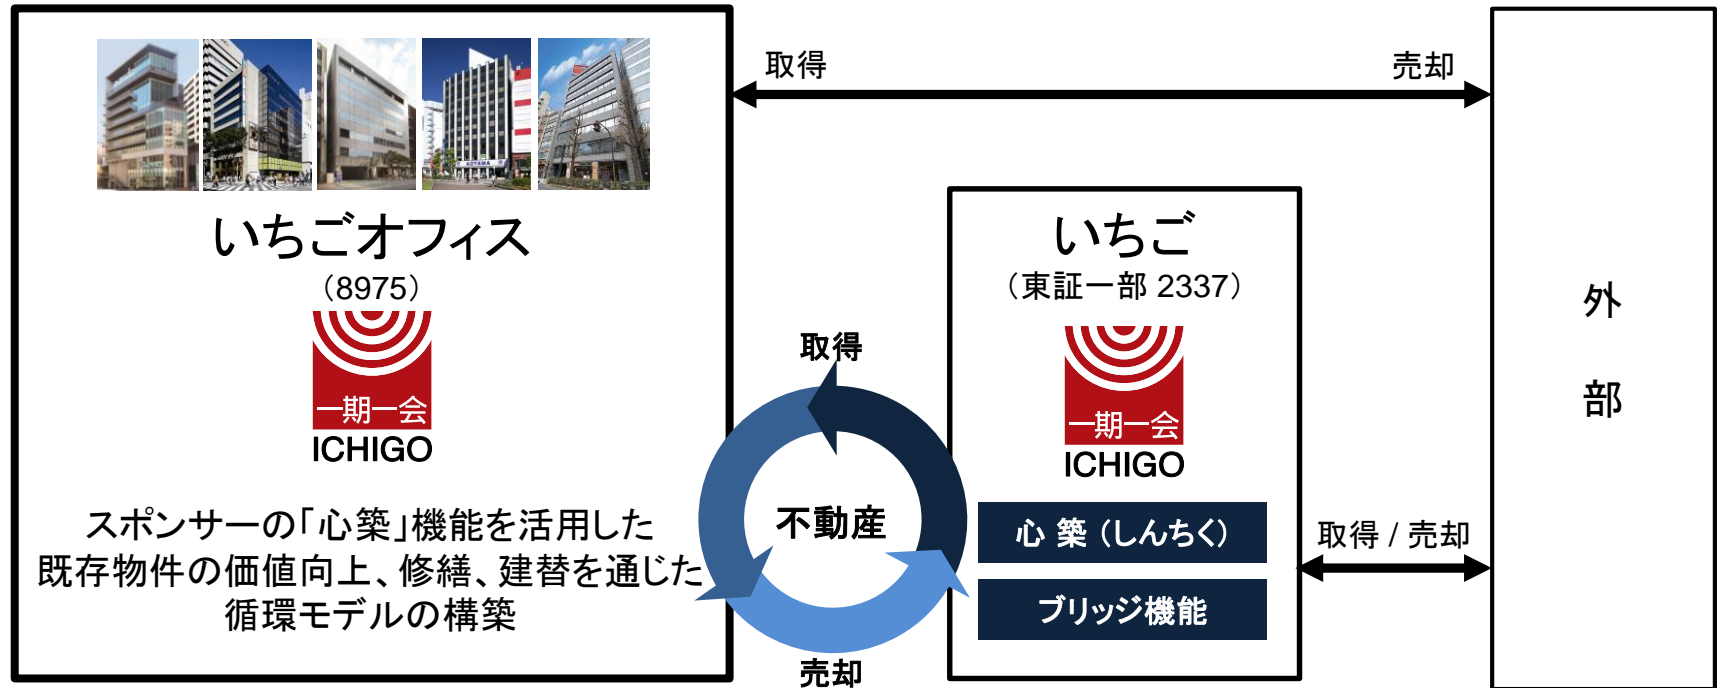 AOYAMA
いちごオフィス
（8975）
一期一会
ICHIGO
スポンサーの「心築」機能を活用した
既存物件の価値向上、修繕、建替を通じた
循環モデルの構築
取得
売却
取得
不動産
売却
いちご
（東証一部 2337）
一期一会
ICHIGO
心 築 （しんちく）
ブリッジ機能
取得 / 売却
外
部